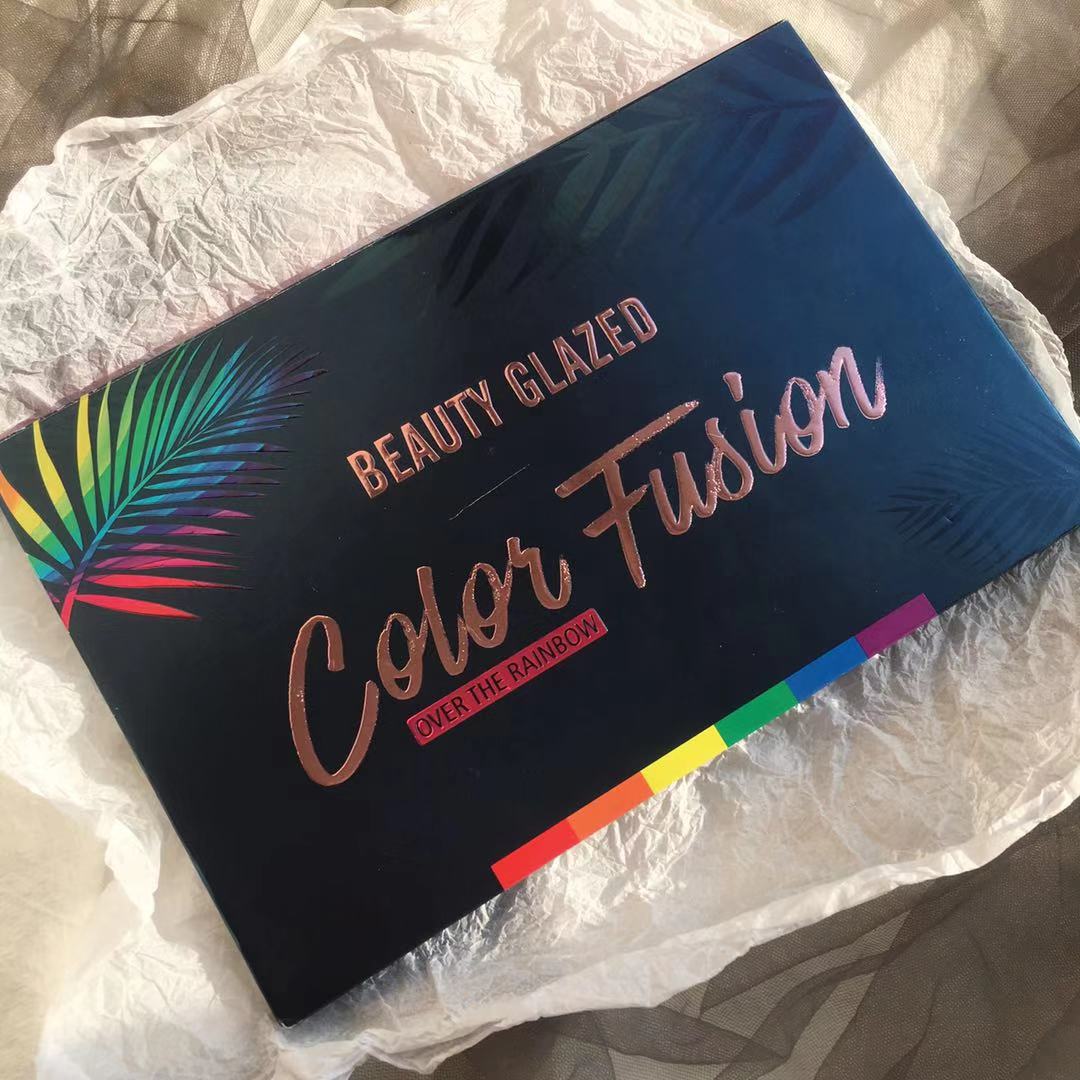 BEAUTY GLAZED
Color Fusion
OVER THE RAINBOW